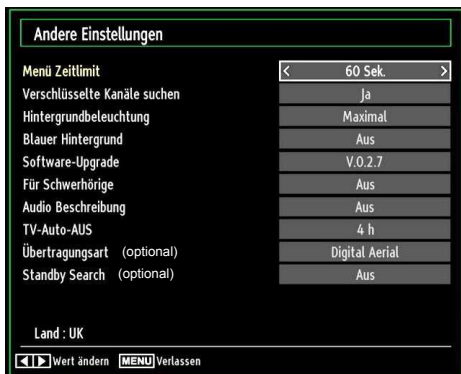 Andere Einstellungen
Menü Zeitlimit < 60 Sek. >
Verschlüsselte Kanäle suchen Ja
Hintergrundbeleuchtung Maximal
Blauer Hintergrund Aus
Software-Upgrade V.0.2.7
Für Schwerhörige Aus
Audio Beschreibung Aus
TV-Auto-AUS 4 h
Übertragungsart (optional) Digital Aerial
Standby Search (optional) Aus
Land : UK
Wert ändern MENU Verlassen